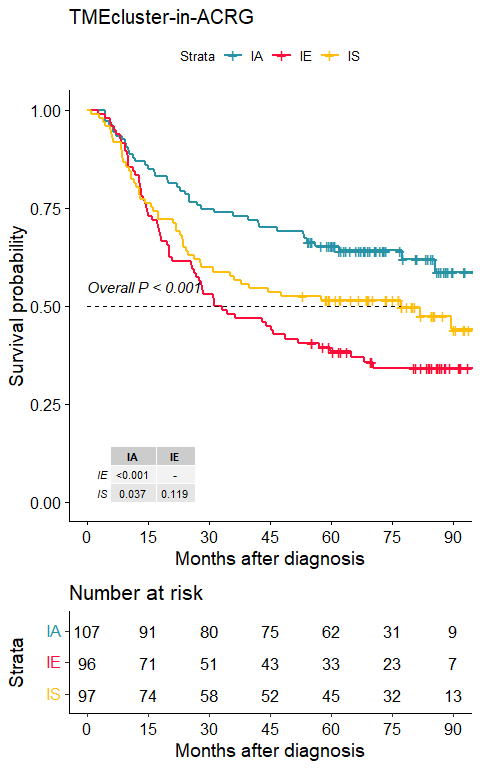 TMEcluster-in-ACRG
Strata IA IE IS
1.00
0.75
0.50
0.25
0.00
Survival probability
Overall P < 0.001
IA IE
IE <0.001 -
IS 0.037 0.119
0 15 30 45 60 75 90
Months after diagnosis
Number at risk
Strata
IA 107 91 80 75 62 31 9
IE 96 71 51 43 33 23 7
IS 97 74 58 52 45 32 13
0 15 30 45 60 75 90
Months after diagnosis